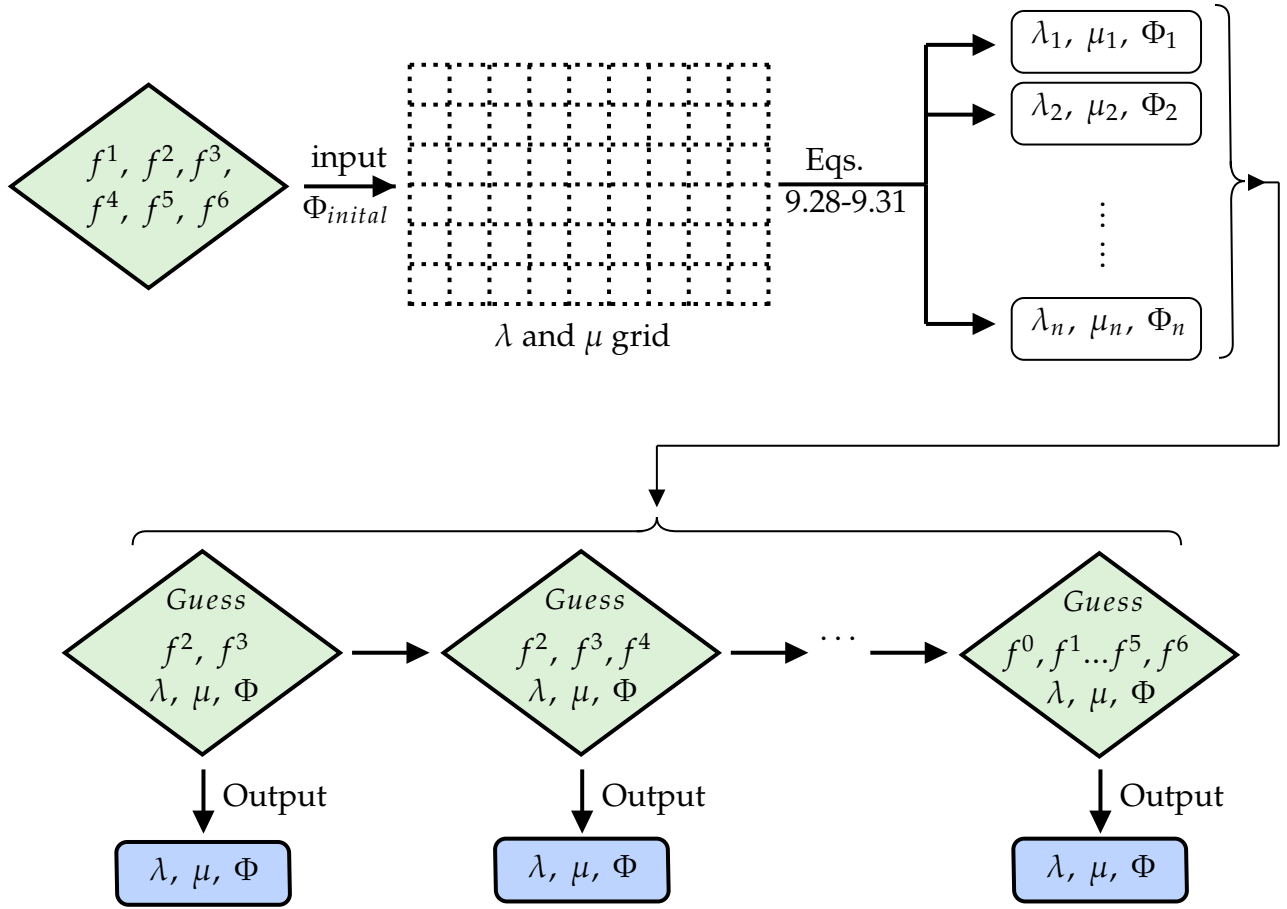 f¹, f², f³,
f⁴, f⁵, f⁶
input
Φ_inital
λ and μ grid
Eqs.
9.28-9.31
λ₁, μ₁, Φ₁
λ₂, μ₂, Φ₂
⋮
λₙ, μₙ, Φₙ
Guess
f², f³
λ, μ, Φ
Guess
f², f³, f⁴
λ, μ, Φ
...
Guess
f⁰, f¹...f⁵, f⁶
λ, μ, Φ
Output
Output
Output
λ, μ, Φ
λ, μ, Φ
λ, μ, Φ